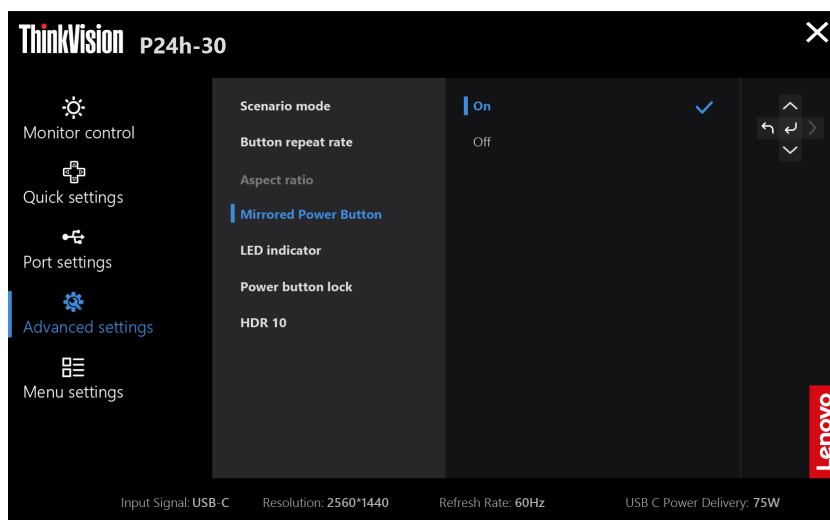 ThinkVision P24h-30
Monitor control
Quick settings
Port settings
Advanced settings
Menu settings
Scenario mode
Button repeat rate
Aspect ratio
Mirrored Power Button
LED indicator
Power button lock
HDR 10
On
Off
Lenovo
Input Signal: USB-C Resolution: 2560*1440 Refresh Rate: 60Hz USB C Power Delivery: 75W